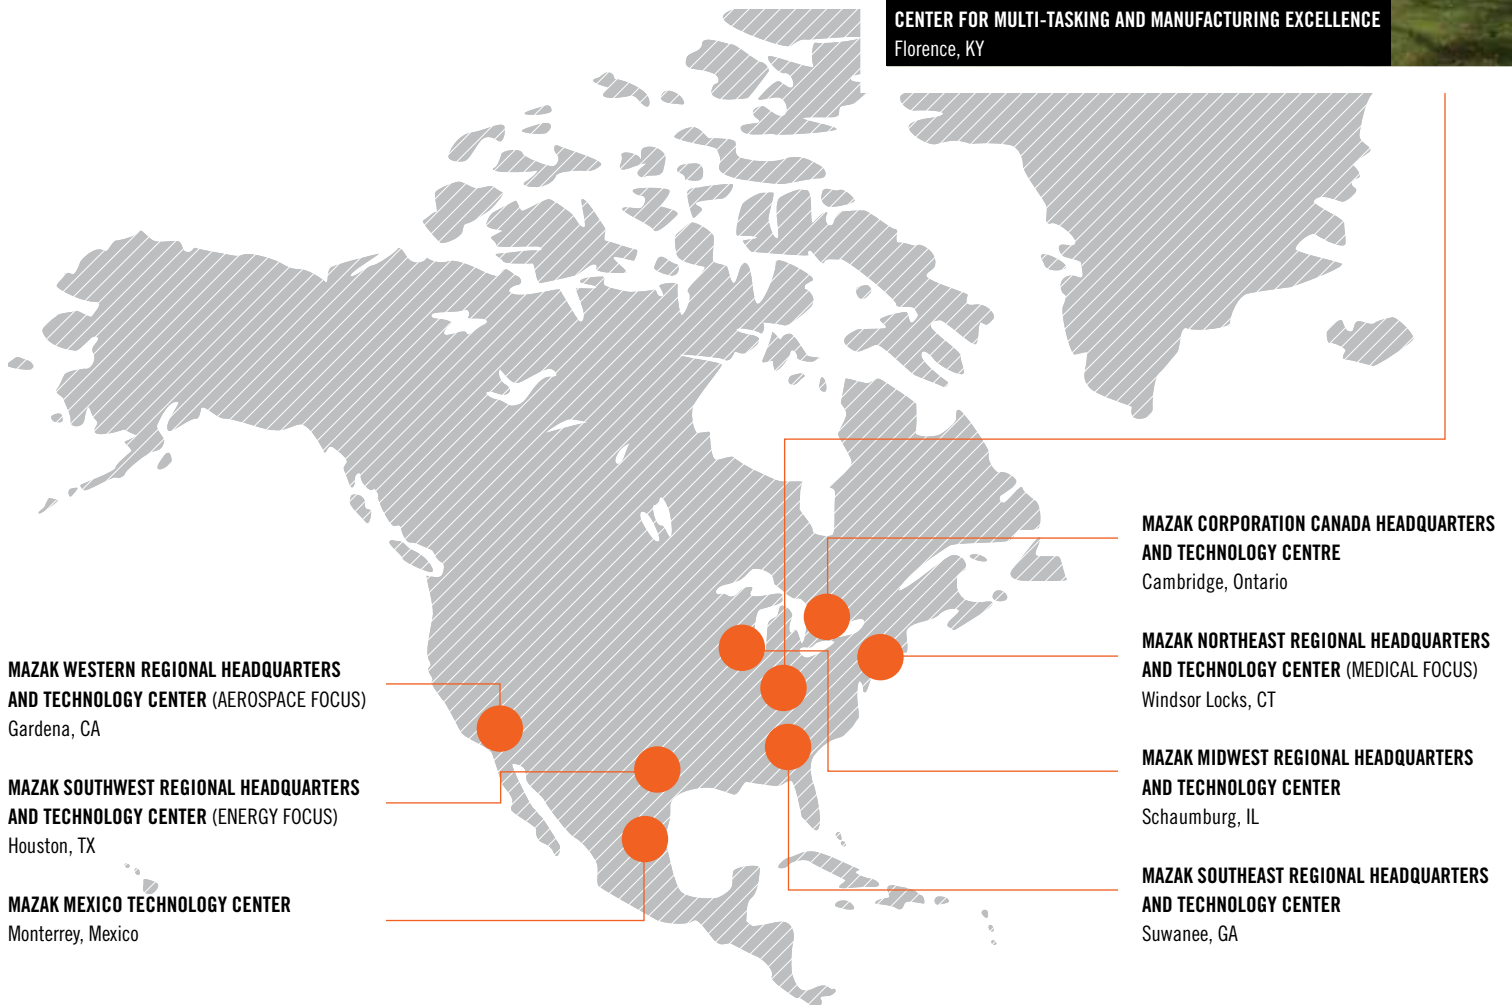 CENTER FOR MULTI-TASKING AND MANUFACTURING EXCELLENCE
Florence, KY
MAZAK WESTERN REGIONAL HEADQUARTERS
AND TECHNOLOGY CENTER (AEROSPACE FOCUS)
Gardena, CA
MAZAK SOUTHWEST REGIONAL HEADQUARTERS
AND TECHNOLOGY CENTER (ENERGY FOCUS)
Houston, TX
MAZAK MEXICO TECHNOLOGY CENTER
Monterrey, Mexico
MAZAK CORPORATION CANADA HEADQUARTERS
AND TECHNOLOGY CENTRE
Cambridge, Ontario
MAZAK NORTHEAST REGIONAL HEADQUARTERS
AND TECHNOLOGY CENTER (MEDICAL FOCUS)
Windsor Locks, CT
MAZAK MIDWEST REGIONAL HEADQUARTERS
AND TECHNOLOGY CENTER
Schaumburg, IL
MAZAK SOUTHEAST REGIONAL HEADQUARTERS
AND TECHNOLOGY CENTER
Suwanee, GA